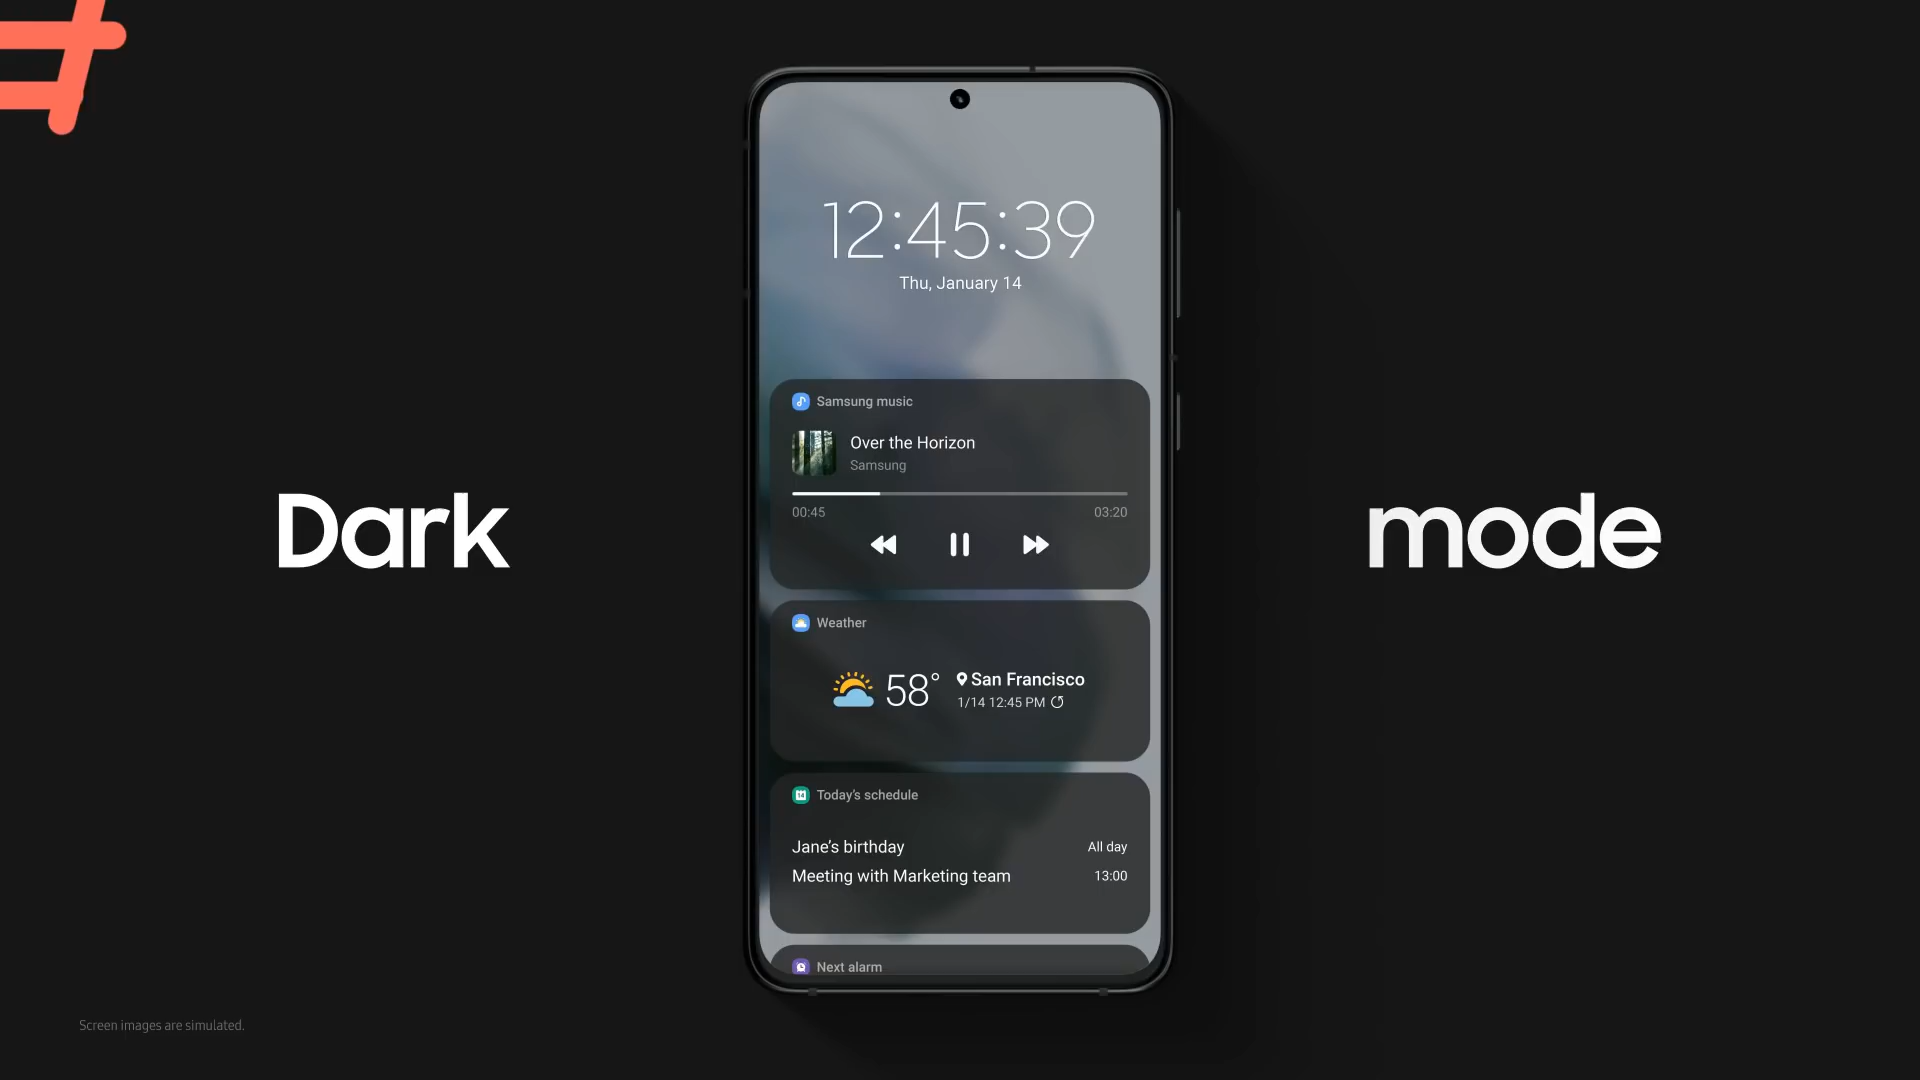 12:45:39
Thu, January 14
Samsung music
Over the Horizon
Samsung
00:45 03:20
Dark mode
Weather
58° San Francisco
1/14 12:45 PM
Today's schedule
Jane's birthday All day
Meeting with Marketing team 13:00
Next alarm
Screen images are simulated.